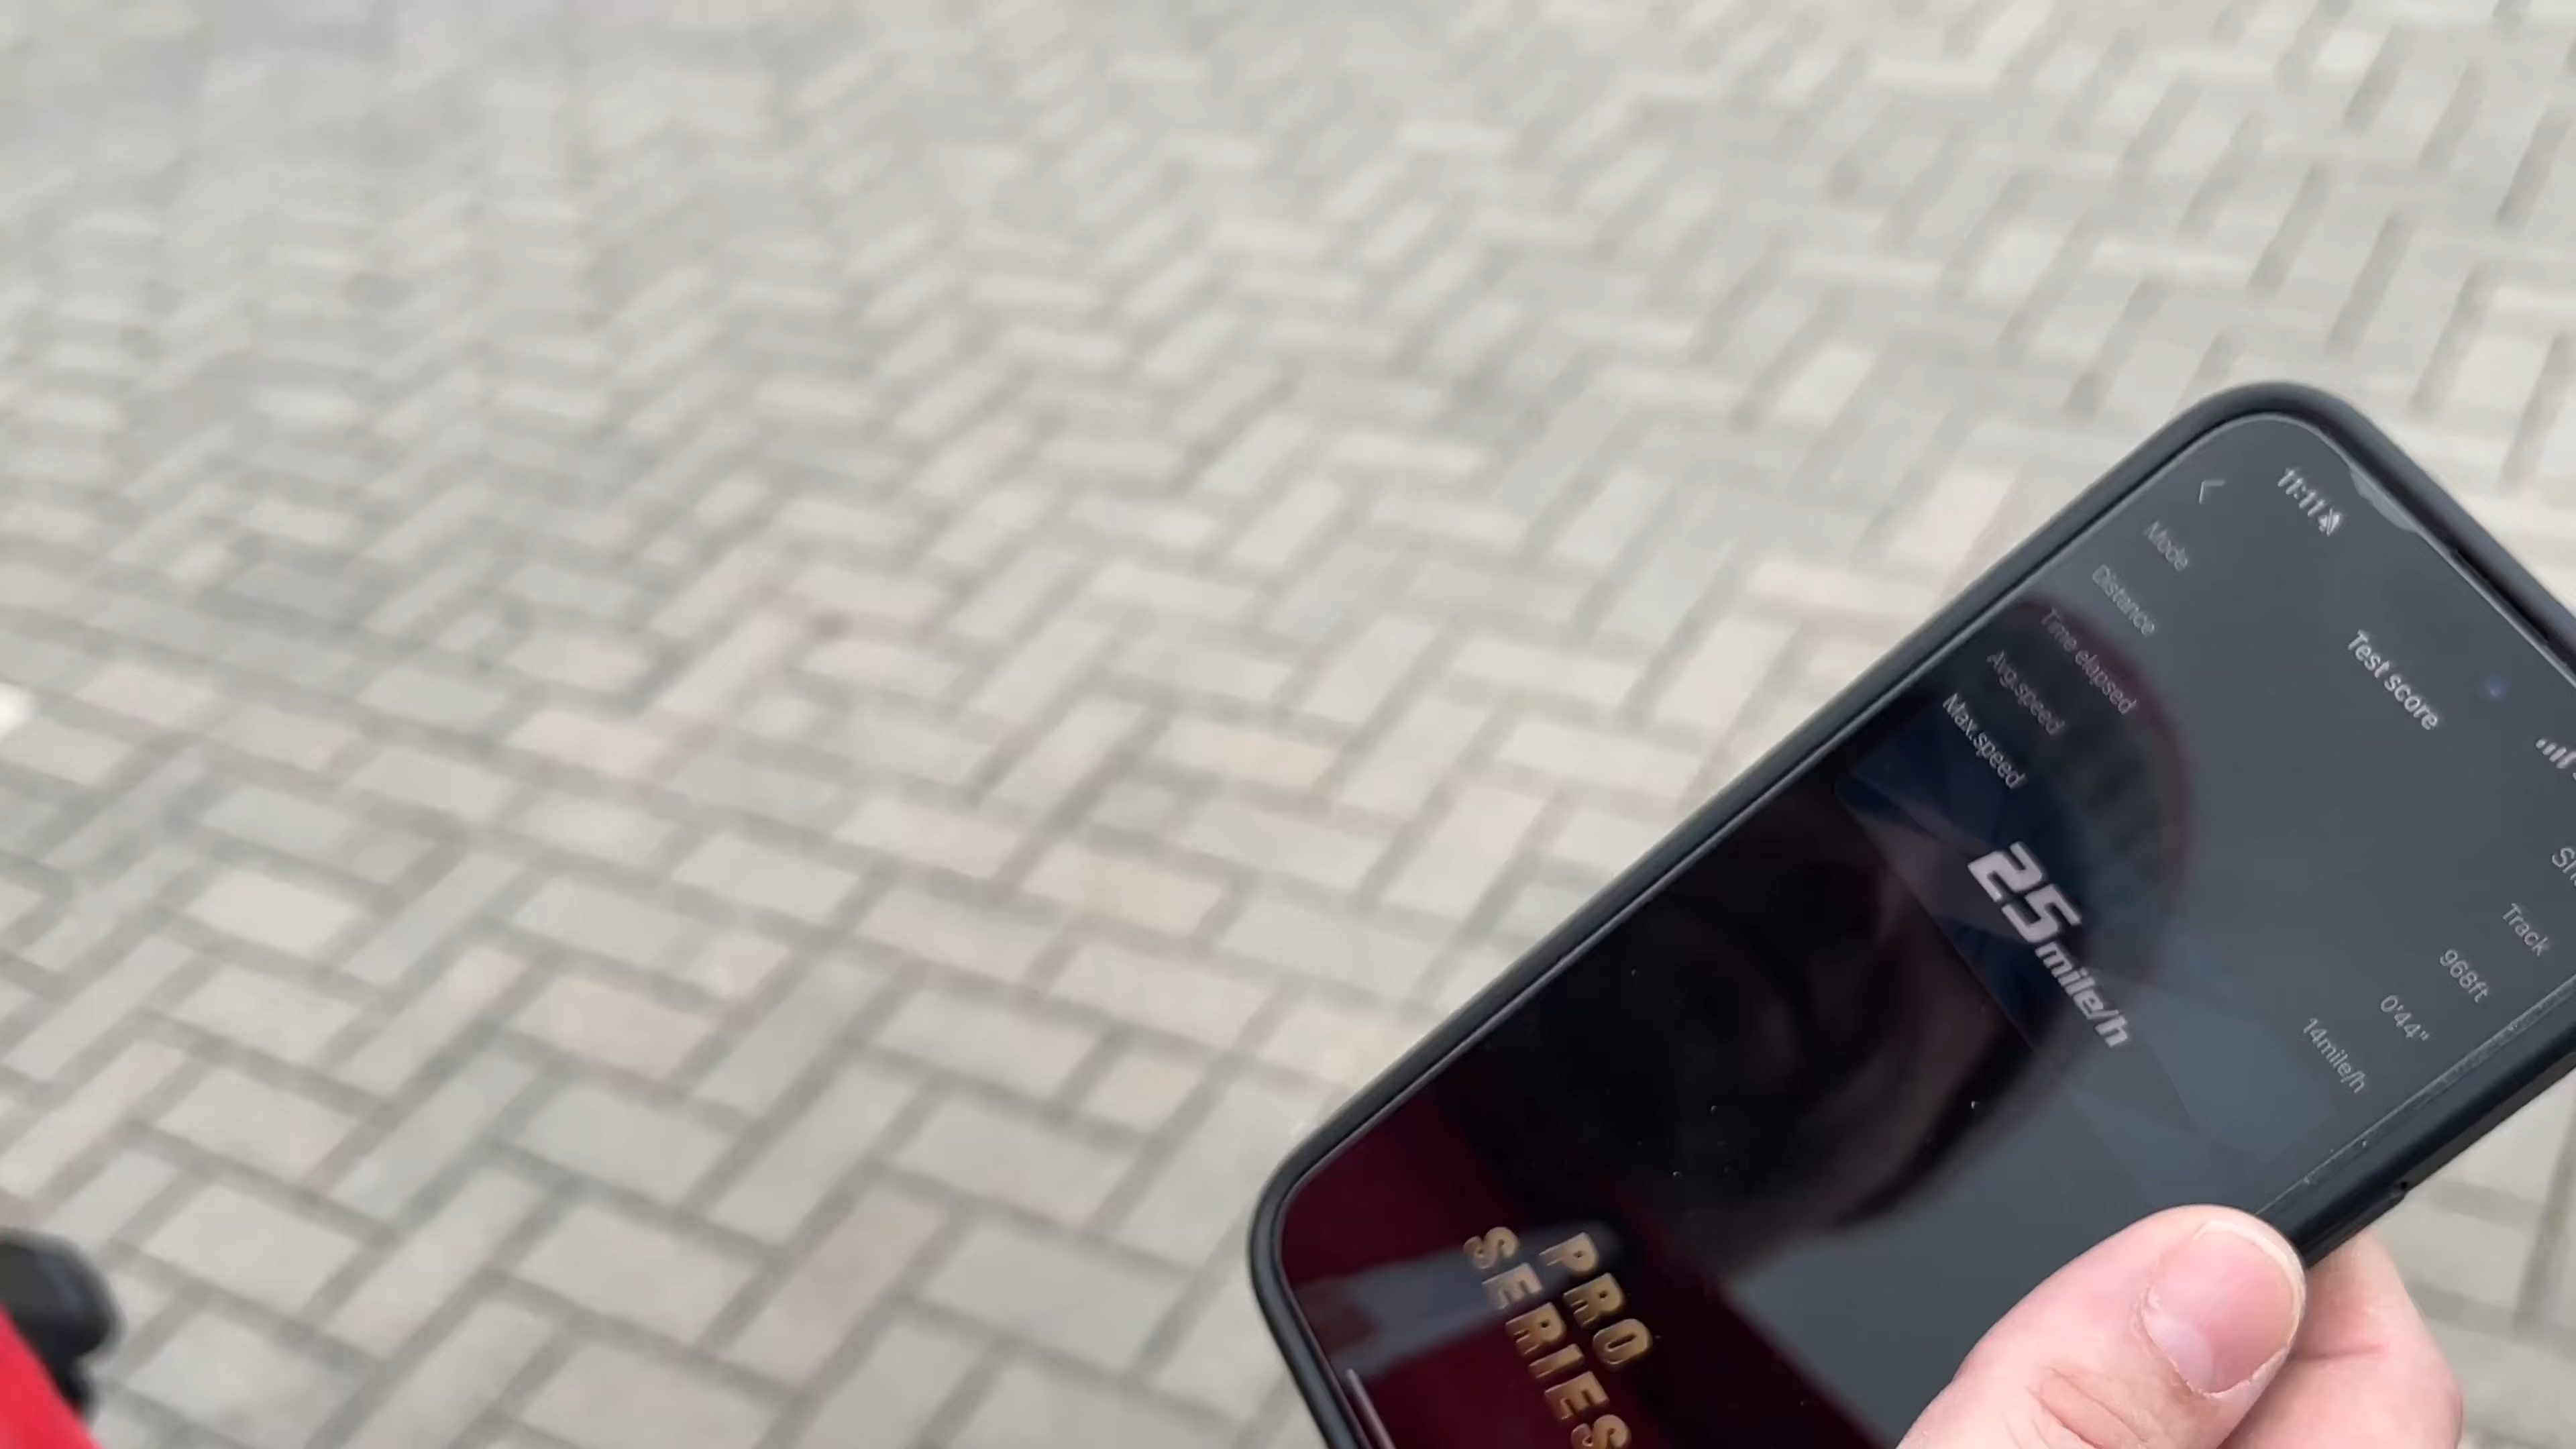 11:11
Test score
Mode
Track
Distance
968ft
Time elapsed
0'44"
Avg.speed
14mile/h
Max.speed
25mile/h
PRO
SERIES